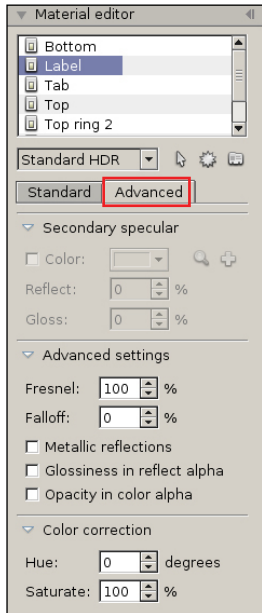 Material editor
Bottom
Label
Tab
Top
Top ring 2
Standard HDR
Standard Advanced
Secondary specular
Color:
Reflect: 0 %
Gloss: 0 %
Advanced settings
Fresnel: 100 %
Falloff: 0 %
Metallic reflections
Glossiness in reflect alpha
Opacity in color alpha
Color correction
Hue: 0 degrees
Saturate: 100 %